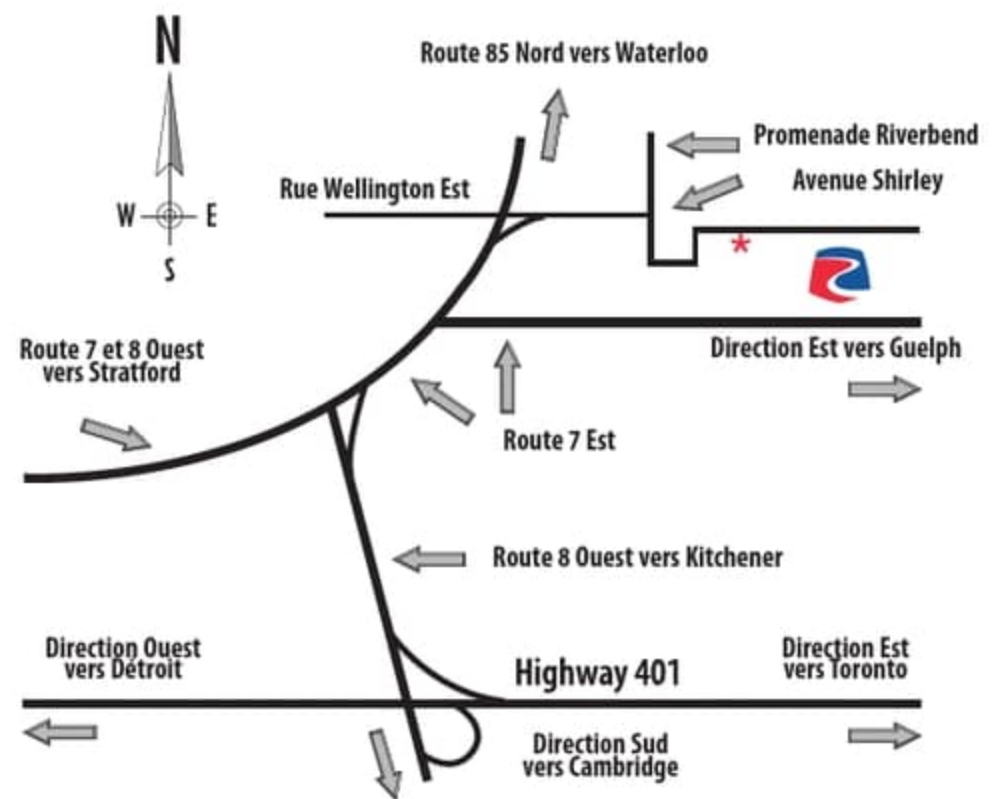 N
Route 85 Nord vers Waterloo
Promenade Riverbend
Avenue Shirley
Rue Wellington Est
W E
S
*
Route 7 et 8 Ouest
vers Stratford
Direction Est vers Guelph
Route 7 Est
Route 8 Ouest vers Kitchener
Direction Ouest
vers Détroit
Highway 401
Direction Est
vers Toronto
Direction Sud
vers Cambridge